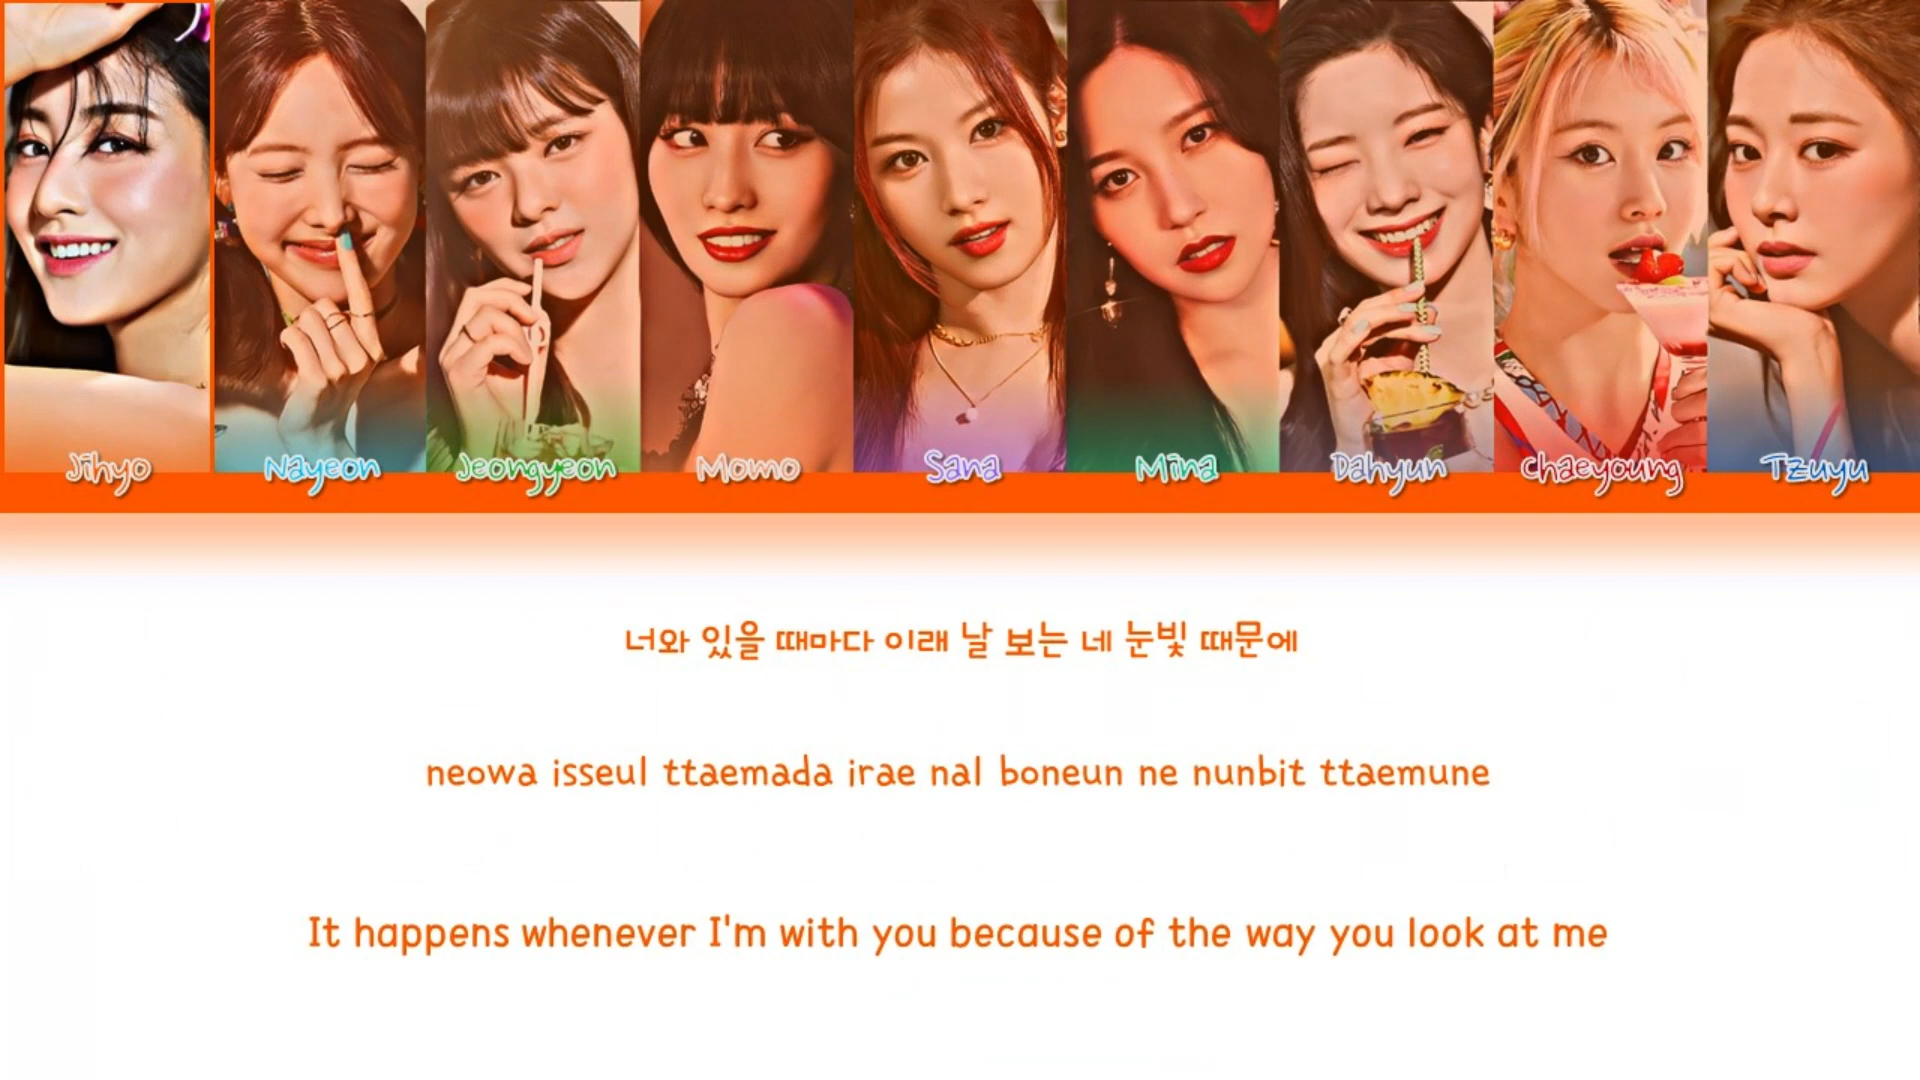 Jihyo Nayeon Jeongyeon Momo Sana Mina Dahyun Chaeyoung Tzuyu
너와 있을 때마다 이래 날 보는 네 눈빛 때문에
neowa isseul ttaemada irae nal boneun ne nunbit ttaemune
It happens whenever I'm with you because of the way you look at me